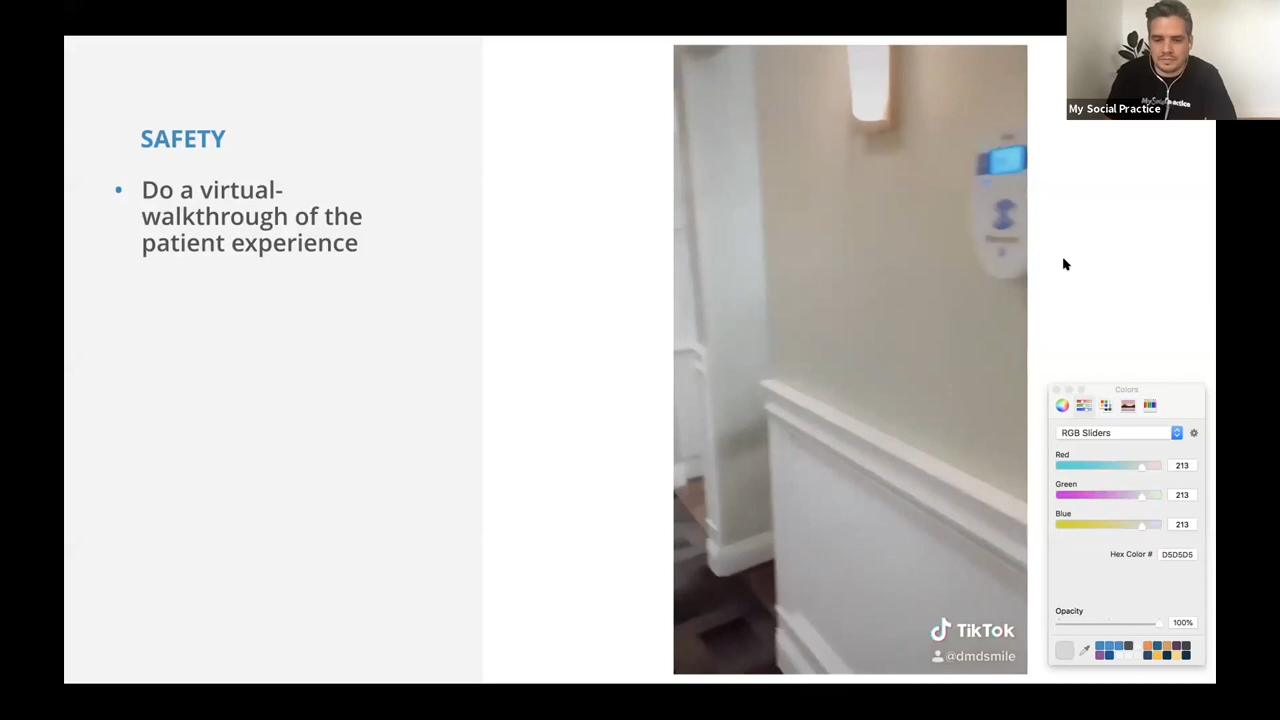 SAFETY
• Do a virtual-
walkthrough of the
patient experience
TikTok
@dmdsmile
My Social Practice
Colors
RGB Sliders
Red
213
Green
213
Blue
213
Hex Color # D5D5D5
Opacity
100%